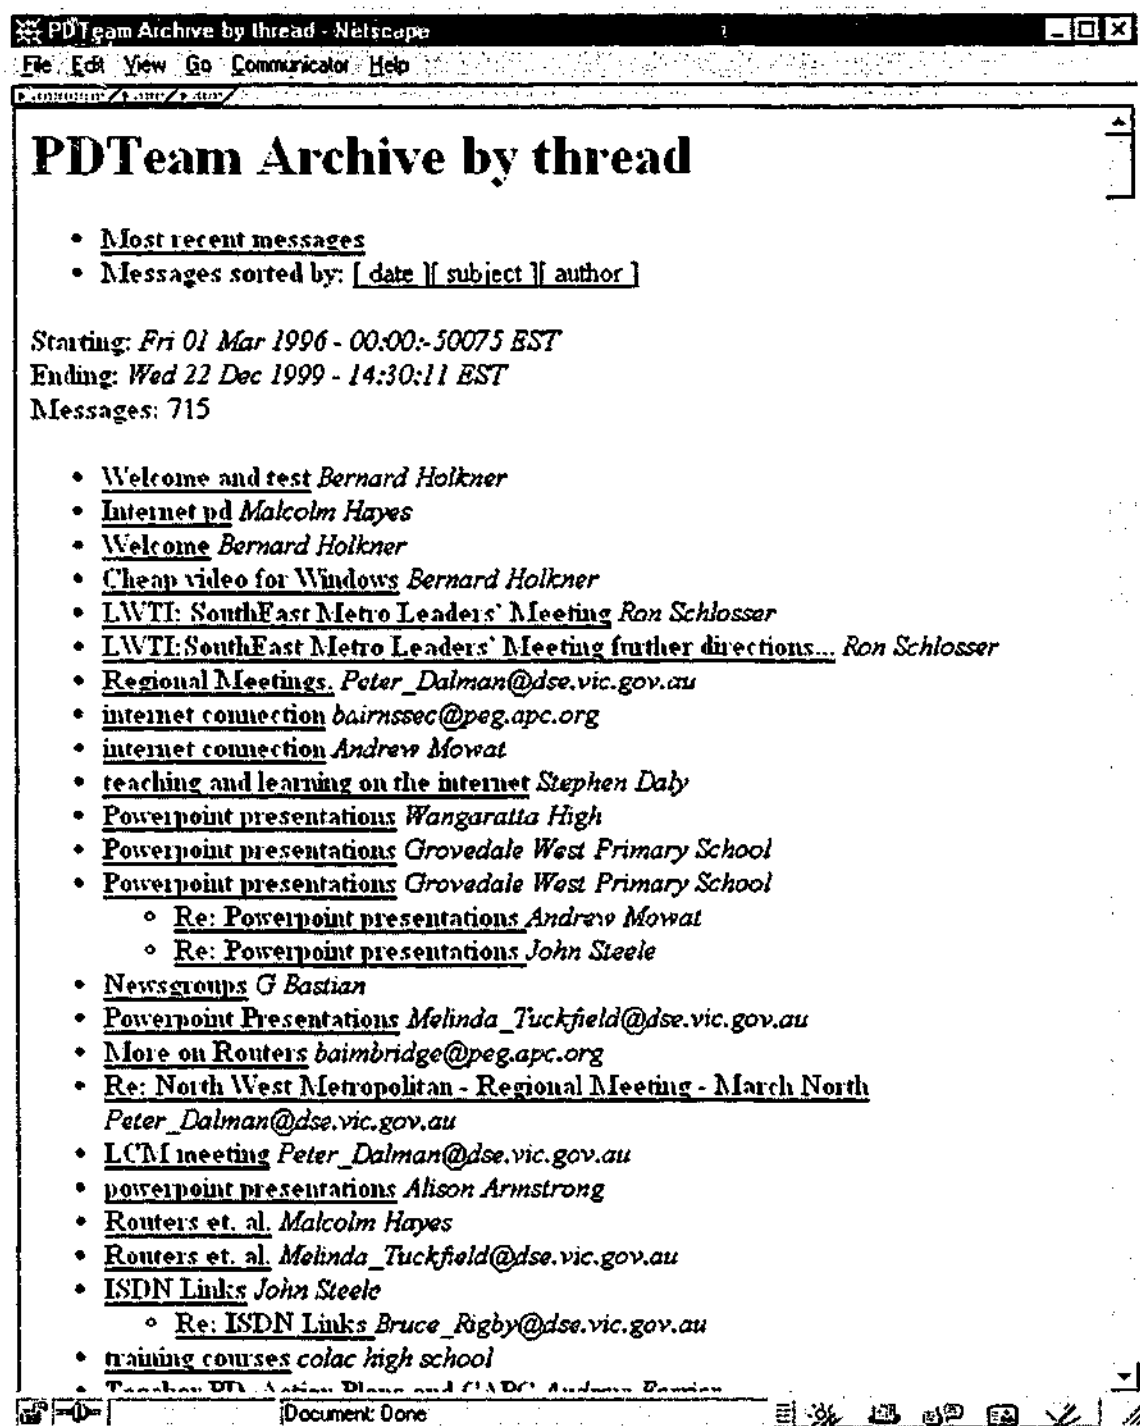 PDTeam Archive by thread - Netscape
File Edit View Go Communicator Help
PDTeam Archive by thread
• Most recent messages
• Messages sorted by: [ date ][ subject ][ author ]
Starting: Fri 01 Mar 1996 - 00:00:-50075 EST
Ending: Wed 22 Dec 1999 - 14:30:11 EST
Messages: 715
• Welcome and test Bernard Holkner
• Internet pd Malcolm Hayes
• Welcome Bernard Holkner
• Cheap video for Windows Bernard Holkner
• LWTI: SouthEast Metro Leaders' Meeting Ron Schlosser
• LWTI:SouthEast Metro Leaders' Meeting further directions... Ron Schlosser
• Regional Meetings. Peter_Dalman@dse.vic.gov.au
• internet connection bairnssec@peg.apc.org
• internet connection Andrew Mowat
• teaching and learning on the internet Stephen Daly
• Powerpoint presentations Wangaratta High
• Powerpoint presentations Grovedale West Primary School
• Powerpoint presentations Grovedale West Primary School
◦ Re: Powerpoint presentations Andrew Mowat
◦ Re: Powerpoint presentations John Steele
• Newsgroups G Bastian
• Powerpoint Presentations Melinda_Tuckfield@dse.vic.gov.au
• More on Routers baimbridge@peg.apc.org
• Re: North West Metropolitan - Regional Meeting - March North
Peter_Dalman@dse.vic.gov.au
• LCM meeting Peter_Dalman@dse.vic.gov.au
• powerpoint presentations Alison Armstrong
• Routers et. al. Malcolm Hayes
• Routers et. al. Melinda_Tuckfield@dse.vic.gov.au
• ISDN Links John Steele
◦ Re: ISDN Links Bruce_Rigby@dse.vic.gov.au
• training courses colac high school
• Teacher PD Action Plans and
Document: Done